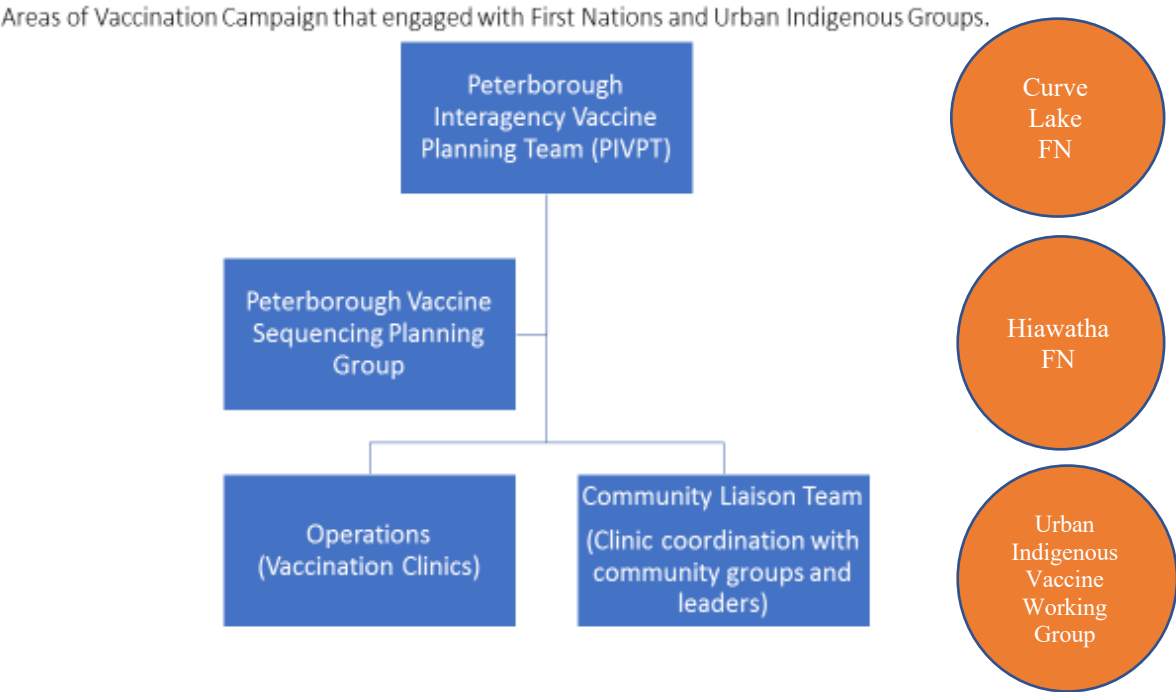 Areas of Vaccination Campaign that engaged with First Nations and Urban Indigenous Groups.
Peterborough
Interagency Vaccine
Planning Team (PIVPT)
Curve
Lake
FN
Peterborough Vaccine
Sequencing Planning
Group
Hiawatha
FN
Operations
(Vaccination Clinics)
Community Liaison Team
(Clinic coordination with
community groups and
leaders)
Urban
Indigenous
Vaccine
Working
Group